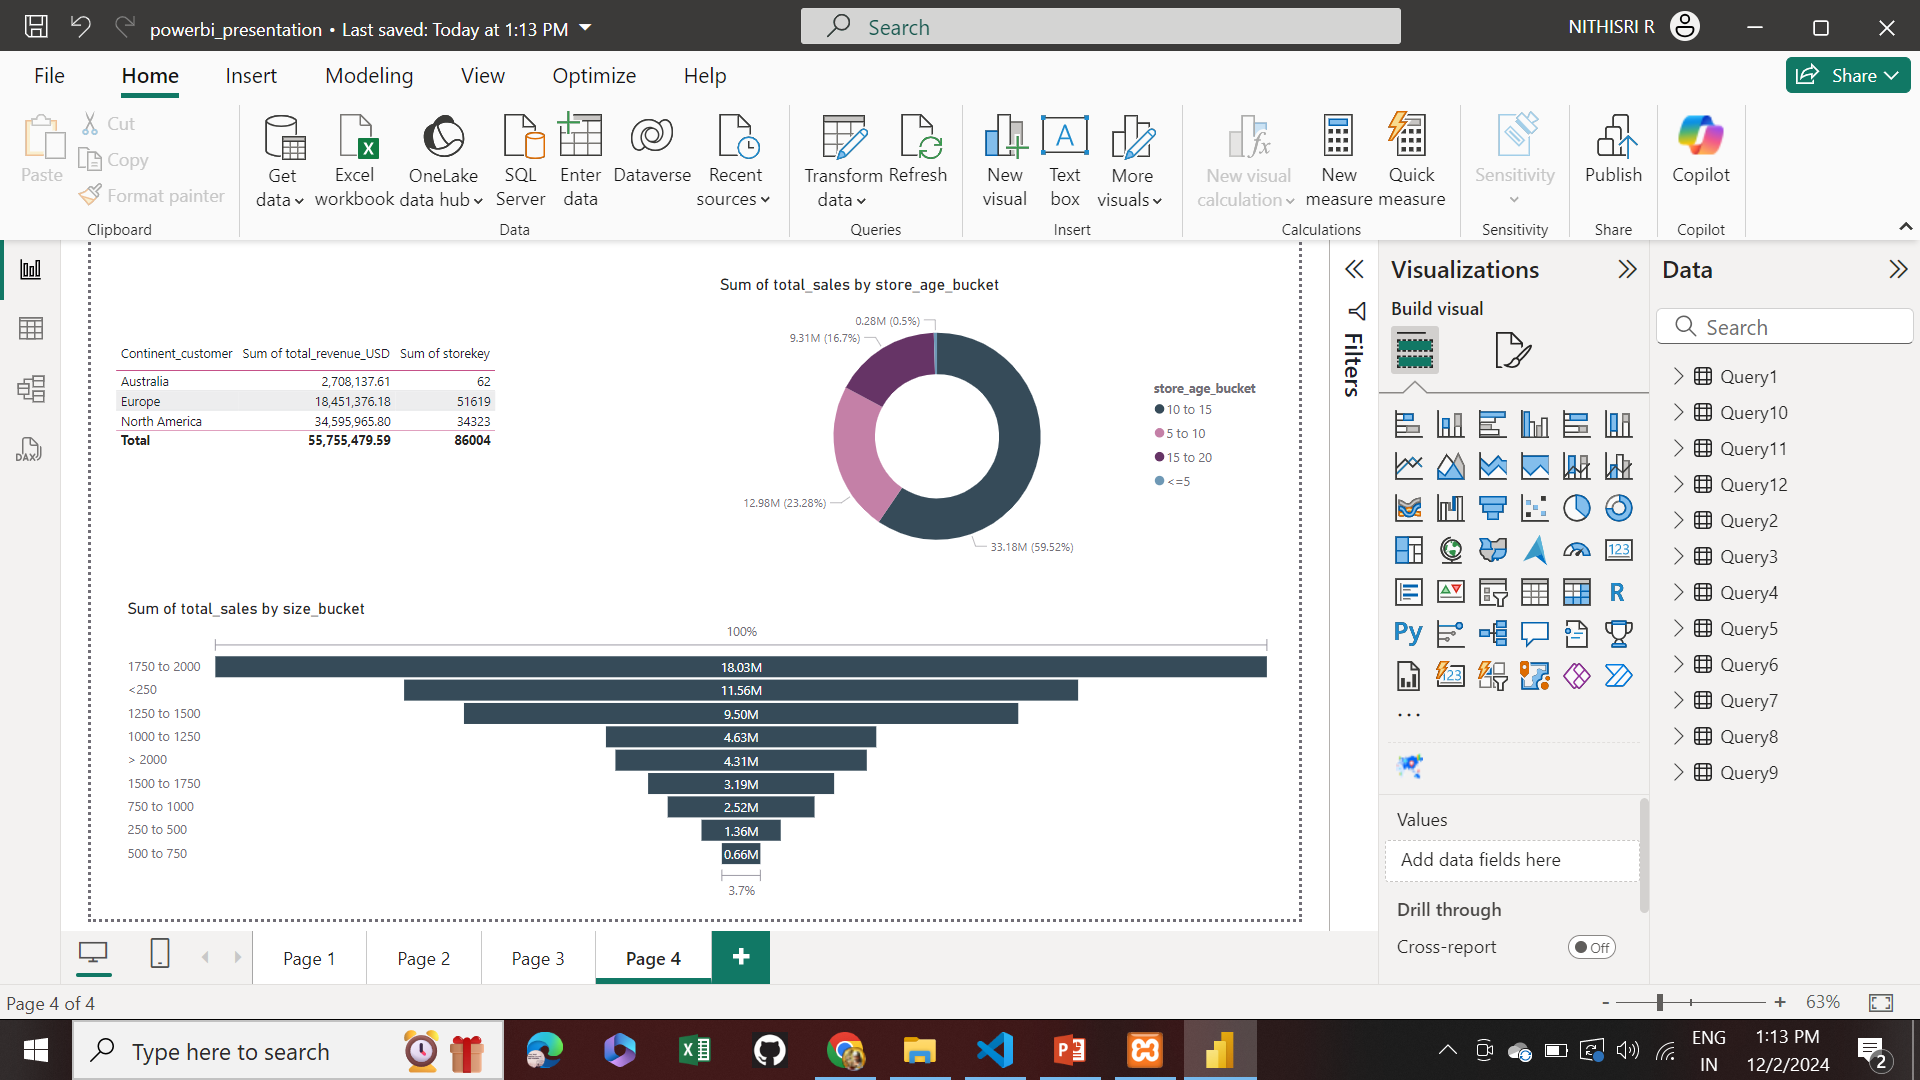 powerbi_presentation • Last saved: Today at 1:13 PM
Search
NITHISRI R
File
Home
Insert
Modeling
View
Optimize
Help
Share
Paste
Cut
Copy
Format painter
Clipboard
Get data
Excel workbook
OneLake data hub
SQL Server
Enter data
Dataverse
Recent sources
Data
Transform data
Refresh
Queries
New visual
Text box
More visuals
Insert
New visual calculation
New measure
Quick measure
Calculations
Sensitivity
Sensitivity
Publish
Share
Copilot
Copilot
Continent_customer Sum of total_revenue_USD Sum of storekey
Australia 2,708,137.61 62
Europe 18,451,376.18 51619
North America 34,595,965.80 34323
Total 55,755,479.59 86004
Sum of total_sales by store_age_bucket
0.28M (0.5%)
9.31M (16.7%)
12.98M (23.28%)
33.18M (59.52%)
store_age_bucket
10 to 15
5 to 10
15 to 20
<=5
Sum of total_sales by size_bucket
100%
1750 to 2000 18.03M
<250 11.56M
1250 to 1500 9.50M
1000 to 1250 4.63M
> 2000 4.31M
1500 to 1750 3.19M
750 to 1000 2.52M
250 to 500 1.36M
500 to 750 0.66M
3.7%
Filters
Visualizations
Build visual
123
R
Py
123
...
Values
Add data fields here
Drill through
Cross-report
Off
Data
Search
Query1
Query10
Query11
Query12
Query2
Query3
Query4
Query5
Query6
Query7
Query8
Query9
DAX
Page 1
Page 2
Page 3
Page 4
+
Page 4 of 4
- + 63%
Type here to search
ENG
IN
1:13 PM
12/2/2024
2